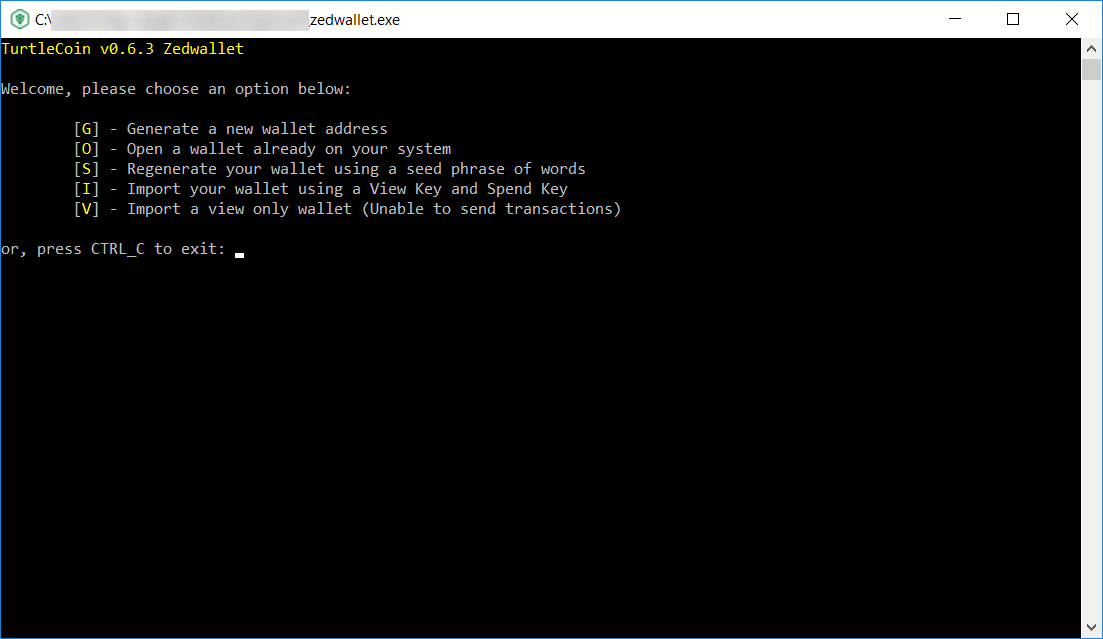 C:\ zedwallet.exe
TurtleCoin v0.6.3 Zedwallet
Welcome, please choose an option below:
[G] - Generate a new wallet address
[O] - Open a wallet already on your system
[S] - Regenerate your wallet using a seed phrase of words
[I] - Import your wallet using a View Key and Spend Key
[V] - Import a view only wallet (Unable to send transactions)
or, press CTRL_C to exit: